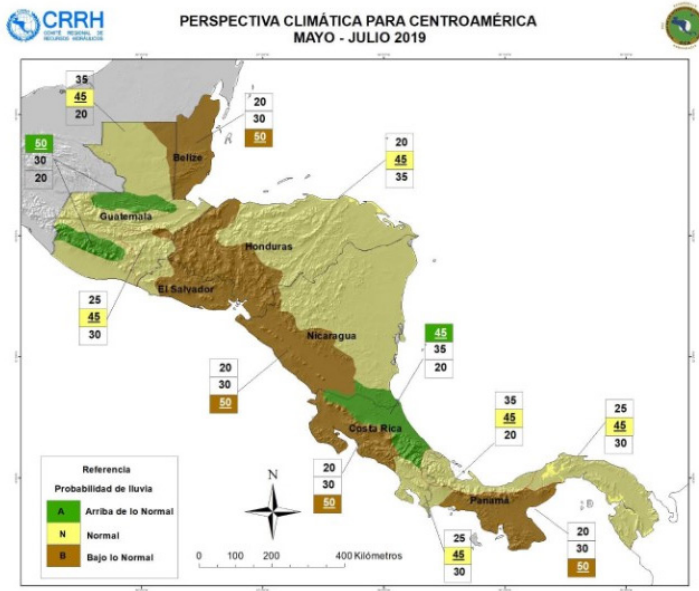 CRRH
COMITÉ REGIONAL DE
RECURSOS HIDRÁULICOS
PERSPECTIVA CLIMÁTICA PARA CENTROAMÉRICA
MAYO - JULIO 2019
35
45
20
20
30
50
50
30
20
20
45
35
Belize
Guatemala
Honduras
El Salvador
25
45
30
Nicaragua
20
30
50
45
35
20
Costa Rica
35
45
20
25
45
30
20
30
50
Panamá
25
45
30
20
30
50
Referencia
Probabilidad de lluvia
A Arriba de lo Normal
N Normal
B Bajo lo Normal
N
0 100 200 400 Kilómetros